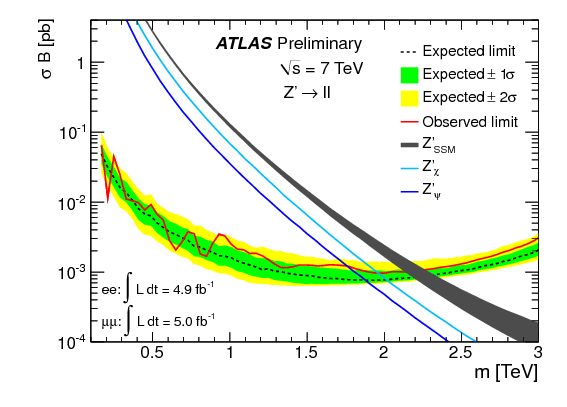 σ B [pb]
1
10⁻¹
10⁻²
10⁻³
10⁻⁴
ATLAS Preliminary
√s = 7 TeV
Z' → ll
Expected limit
Expected ± 1σ
Expected ± 2σ
Observed limit
Z'SSM
Z'χ
Z'ψ
ee: ∫ L dt = 4.9 fb⁻¹
μμ: ∫ L dt = 5.0 fb⁻¹
0.5 1 1.5 2 2.5 3
m [TeV]